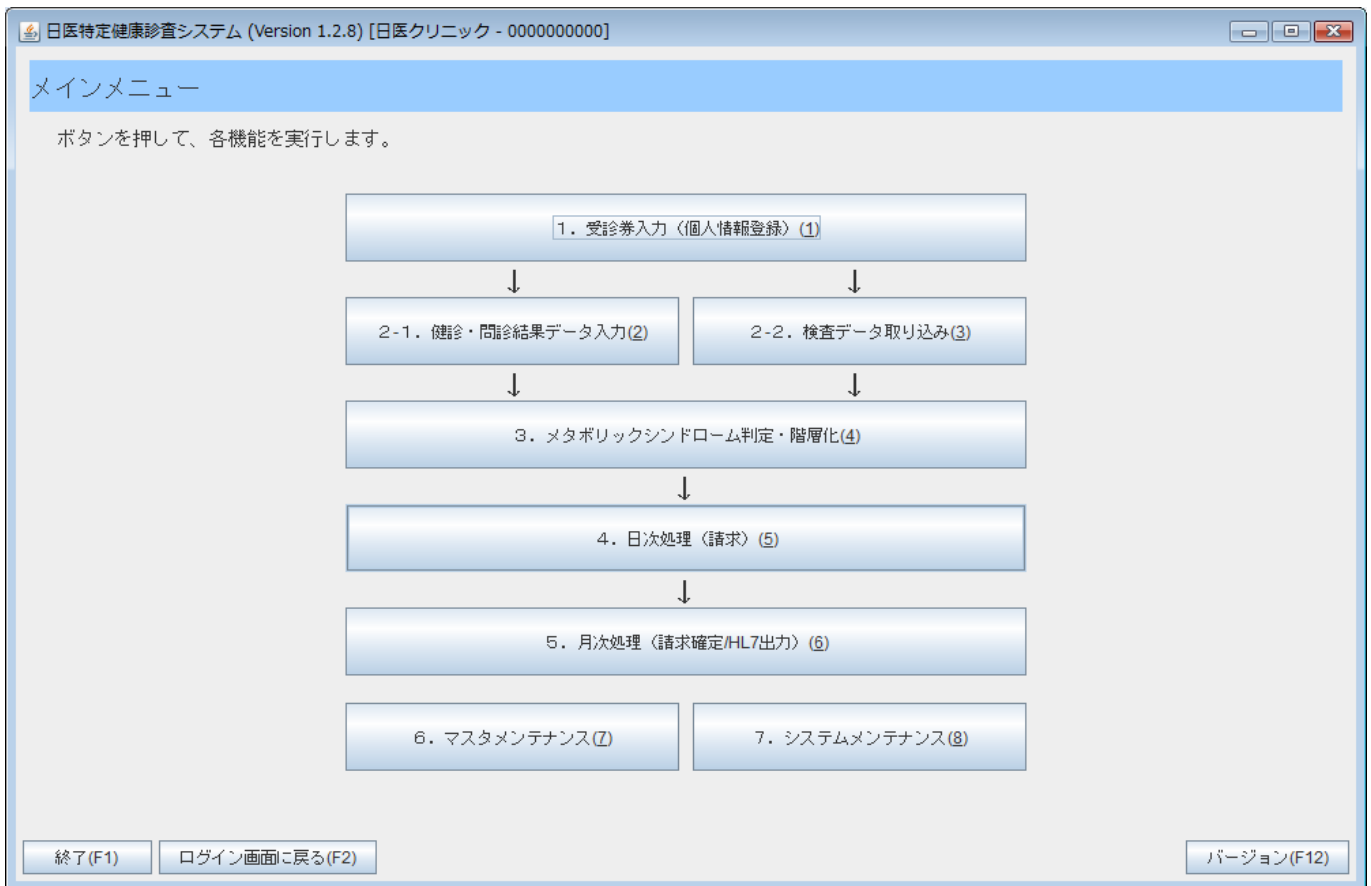 日医特定健康診査システム (Version 1.2.8) [日医クリニック - 0000000000]
メインメニュー
ボタンを押して、各機能を実行します。
１．受診券入力（個人情報登録）(1)
↓ ↓
２-１．健診・問診結果データ入力(2) ２-２．検査データ取り込み(3)
↓ ↓
３．メタボリックシンドローム判定・階層化(4)
↓
４．日次処理（請求）(5)
↓
５．月次処理（請求確定/HL7出力）(6)
６．マスタメンテナンス(7) ７．システムメンテナンス(8)
終了(F1) ログイン画面に戻る(F2) バージョン(F12)